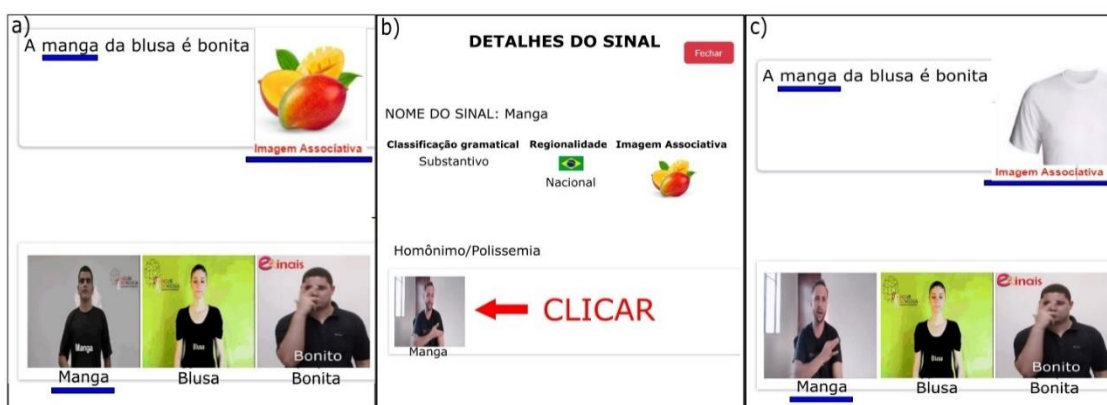 a)
A manga da blusa é bonita
Imagem Associativa
Manga
e inais
Bonito
Manga Blusa Bonita
b)
DETALHES DO SINAL
Fechar
NOME DO SINAL: Manga
Classificação gramatical Regionalidade Imagem Associativa
Substantivo
Nacional
Homônimo/Polissemia
CLICAR
Manga
c)
A manga da blusa é bonita
Imagem Associativa
Blusa
inais
Bonito
Manga Blusa Bonita